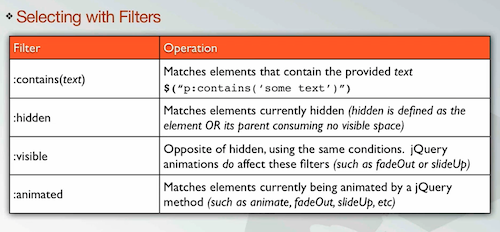 ❖ Selecting with Filters
Filter Operation
:contains(text) Matches elements that contain the provided text
$(“p:contains(‘some text’)”)
:hidden Matches elements currently hidden (hidden is defined as the
element OR its parent consuming no visible space)
:visible Opposite of hidden, using the same conditions. jQuery
animations do affect these filters (such as fadeOut or slideUp)
:animated Matches elements currently being animated by a jQuery
method (such as animate, fadeOut, slideUp, etc)